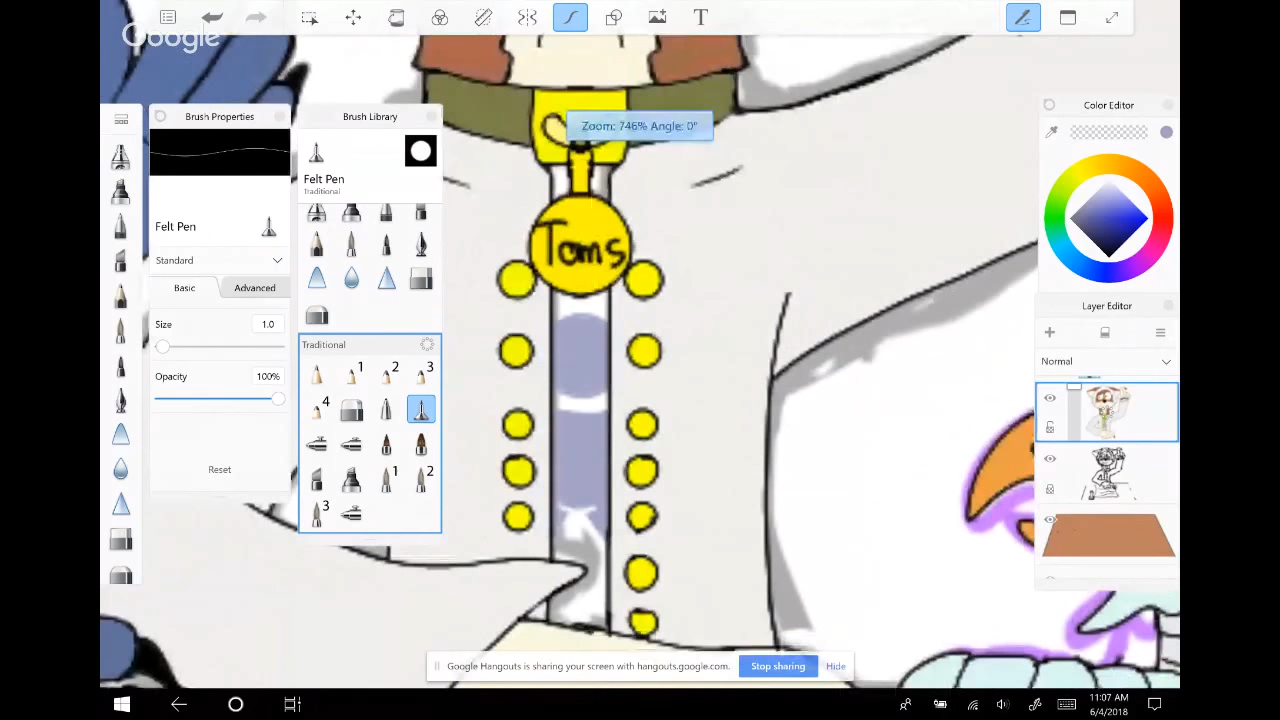 T
Google
Brush Properties
Brush Library
Color Editor
Zoom: 746% Angle: 0°
Felt Pen
Traditional
Felt Pen
Toms
Standard
Basic
Advanced
Layer Editor
Size
1.0
Traditional
Normal
1
2
3
Opacity
100%
4
Reset
1
2
3
Google Hangouts is sharing your screen with hangouts.google.com.
Stop sharing
Hide
11:07 AM
6/4/2018